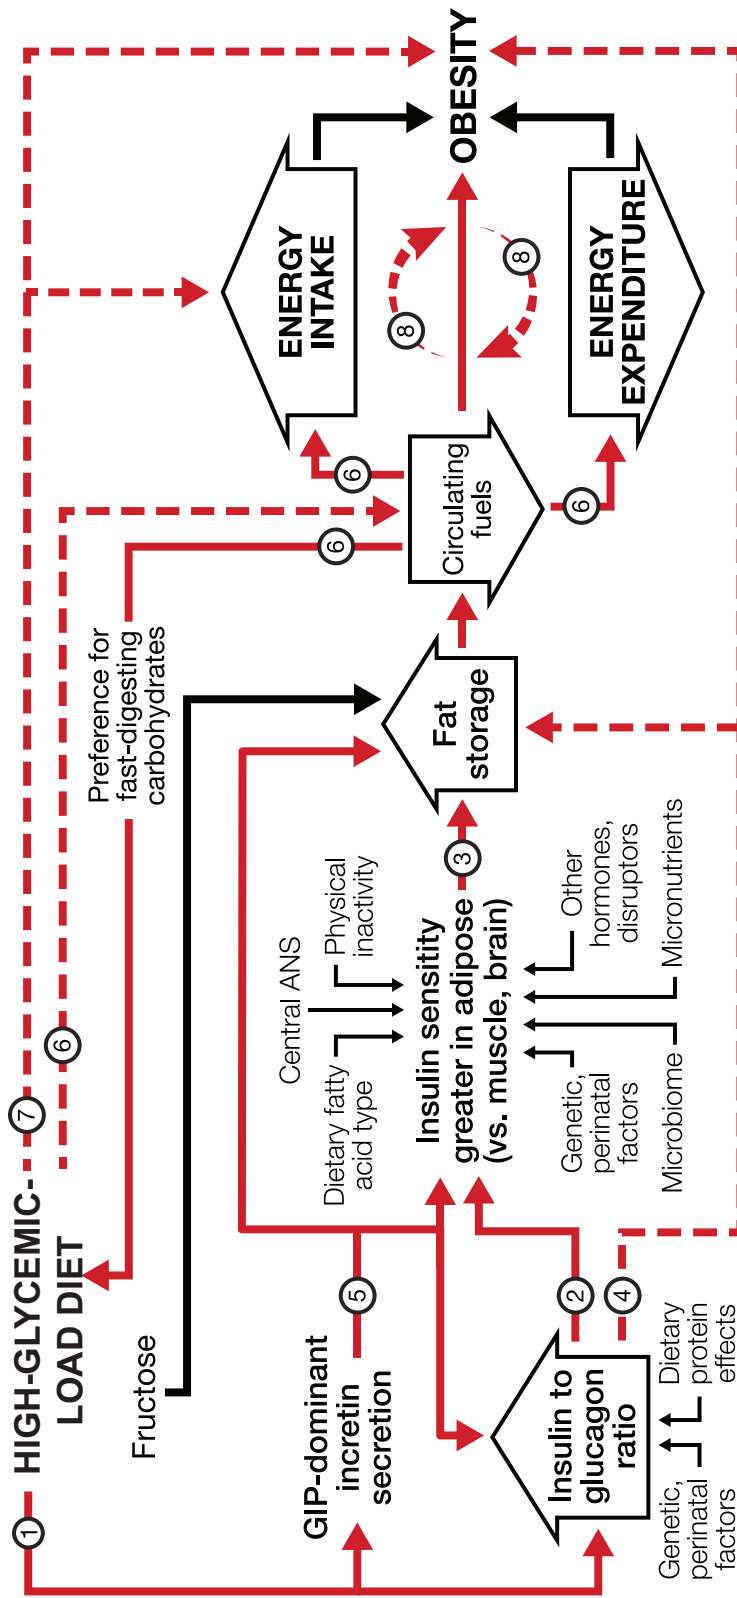 HIGH-GLYCEMIC-
LOAD DIET
1
7
6
Preference for
fast-digesting
carbohydrates
Fructose
GIP-dominant
incretin
secretion
5
Insulin to
glucagon
ratio
Genetic,
perinatal
factors
Dietary
protein
effects
2
4
Dietary fatty
acid type
Central ANS
Physical
inactivity
Insulin sensitity
greater in adipose
(vs. muscle, brain)
Genetic,
perinatal
factors
Microbiome
Micronutrients
Other
hormones,
disruptors
3
Fat
storage
Circulating
fuels
6
6
6
ENERGY
INTAKE
8
8
ENERGY
EXPENDITURE
OBESITY